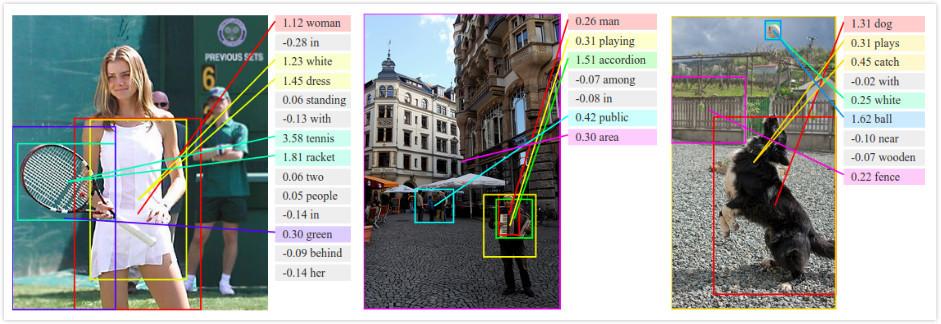 PREVIOUS SETS
6
1.12 woman
-0.28 in
1.23 white
1.45 dress
0.06 standing
-0.13 with
3.58 tennis
1.81 racket
0.06 two
0.05 people
-0.14 in
0.30 green
-0.09 behind
-0.14 her
0.26 man
0.31 playing
1.51 accordion
-0.07 among
-0.08 in
0.42 public
0.30 area
1.31 dog
0.31 plays
0.45 catch
-0.02 with
0.25 white
1.62 ball
-0.10 near
-0.07 wooden
0.22 fence